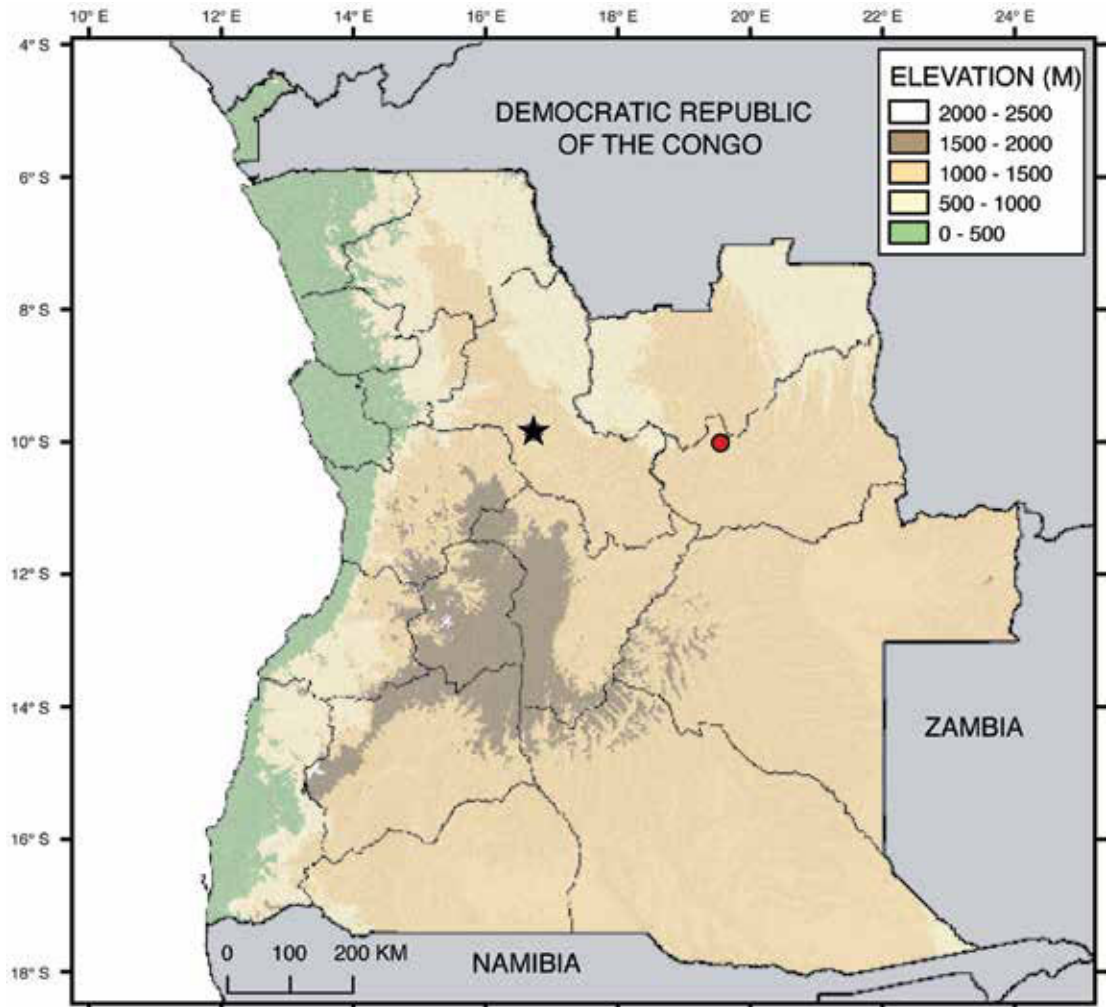 10° E 12° E 14° E 16° E 18° E 20° E 22° E 24° E
4° S
6° S
8° S
10° S
12° S
14° S
16° S
18° S
ELEVATION (M)
2000 - 2500
1500 - 2000
1000 - 1500
500 - 1000
0 - 500
DEMOCRATIC REPUBLIC
OF THE CONGO
ZAMBIA
NAMIBIA
0 100 200 KM